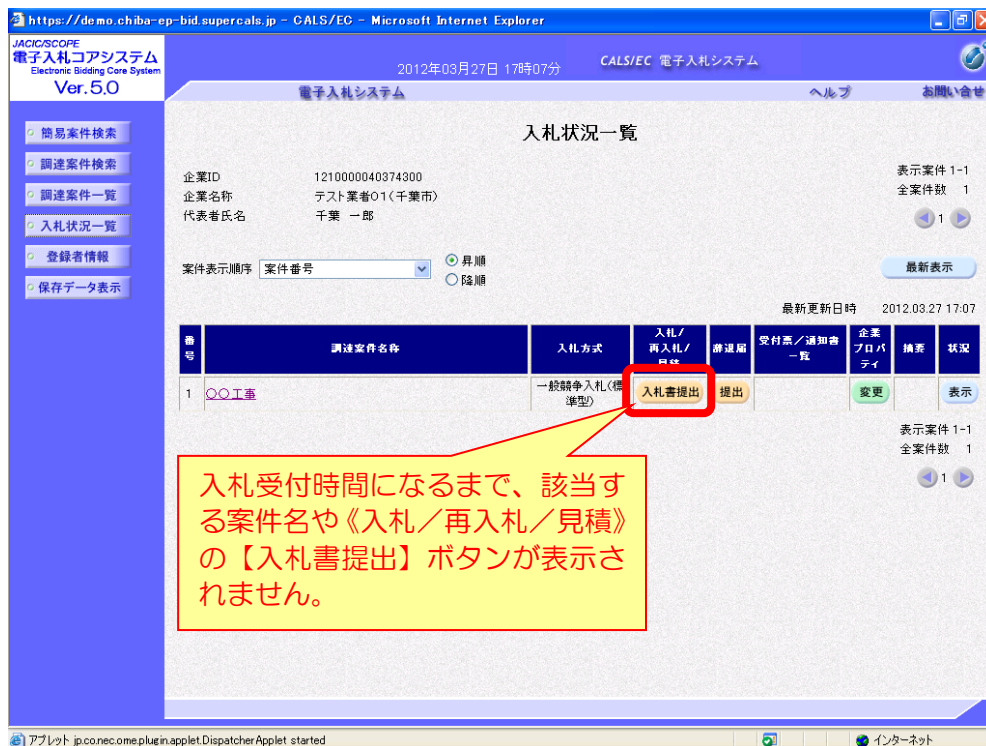 https://demo.chiba-ep-bid.supercals.jp - CALS/EC - Microsoft Internet Explorer
JACIC/SCOPE
電子入札コアシステム
Electronic Bidding Core System
Ver.5.0
2012年03月27日 17時07分
CALS/EC 電子入札システム
電子入札システム
ヘルプ
お問い合せ
簡易案件検索
調達案件検索
調達案件一覧
入札状況一覧
登録者情報
保存データ表示
入札状況一覧
企業ID 1210000040374300
企業名称 テスト業者01(千葉市)
代表者氏名 千葉 一郎
表示案件 1-1
全案件数 1
1
案件表示順序 案件番号
昇順
降順
最新表示
最新更新日時 2012.03.27 17:07
番号 調達案件名称 入札方式 入札/再入札/見積 辞退届 受付票/通知書一覧 企業プロパティ 摘要 状況
1 〇〇工事 一般競争入札(標準型) 入札書提出 提出 変更 表示
表示案件 1-1
全案件数 1
1
入札受付時間になるまで、該当す
る案件名や《入札／再入札／見積》
の【入札書提出】ボタンが表示さ
れません。
アプレット jp.co.nec.ome.plugin.applet.DispatcherApplet started
インターネット